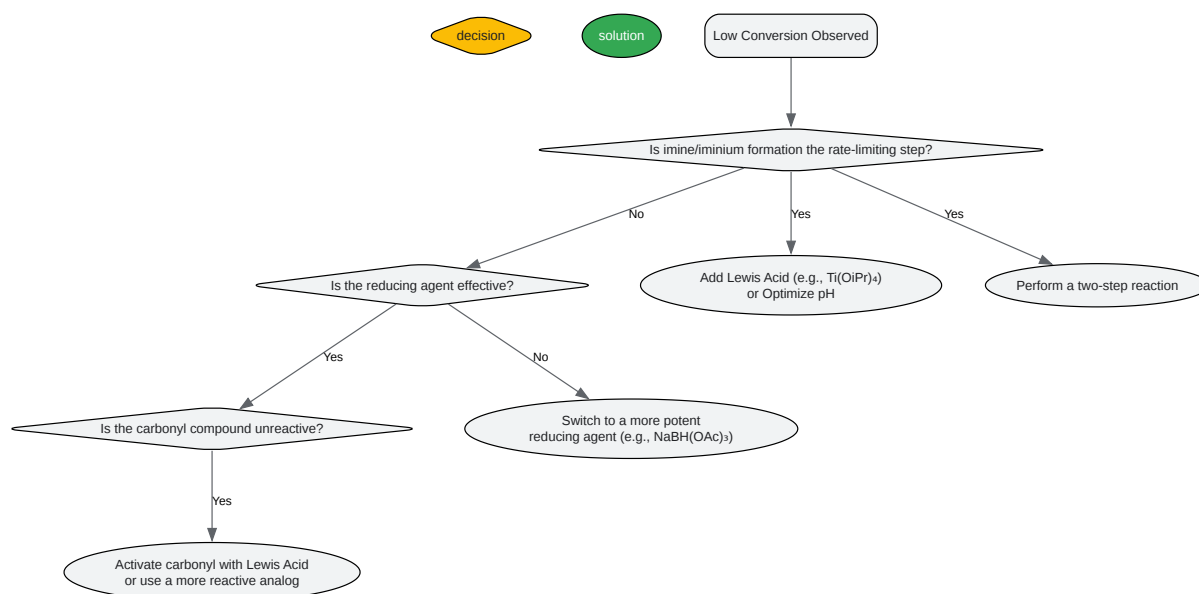 decision
solution
Low Conversion Observed
Is imine/iminium formation the rate-limiting step?
No
Yes
Yes
Is the reducing agent effective?
Add Lewis Acid (e.g., Ti(OiPr)₄)
or Optimize pH
Perform a two-step reaction
Yes
No
Is the carbonyl compound unreactive?
Switch to a more potent
reducing agent (e.g., NaBH(OAc)₃)
Yes
Activate carbonyl with Lewis Acid
or use a more reactive analog